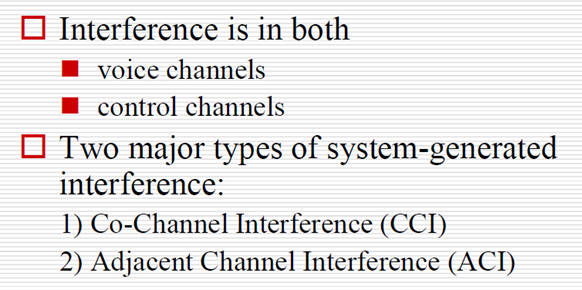 Interference is in both
voice channels
control channels
Two major types of system-generated
interference:
1) Co-Channel Interference (CCI)
2) Adjacent Channel Interference (ACI)